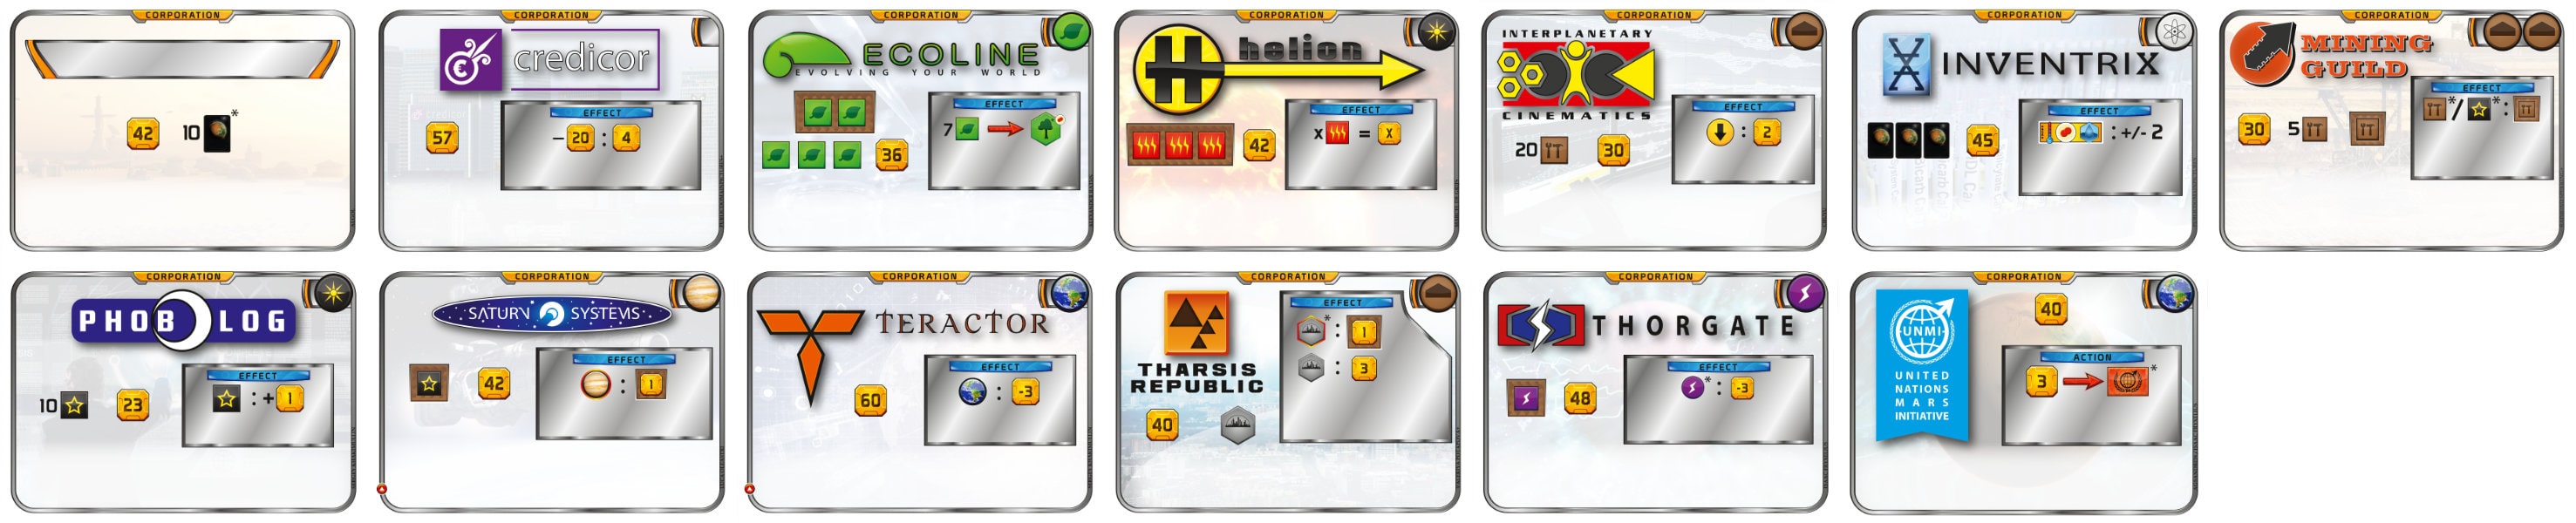 CORPORATION
42 10 *
CORPORATION
credicor
57
EFFECT
- 20 : 4
CORPORATION
ECOLINE
EVOLVING YOUR WORLD
36
EFFECT
7
CORPORATION
H helion
42
EFFECT
x = x
CORPORATION
INTERPLANETARY
CINEMATICS
20 30
EFFECT
: 2
CORPORATION
INVENTRIX
45
EFFECT
: +/- 2
CORPORATION
MINING
GUILD
30 5
EFFECT
* / * :
CORPORATION
PHOBOLOG
10 23
EFFECT
: + 1
CORPORATION
SATURN SYSTEMS
42
EFFECT
: 1
CORPORATION
TERACTOR
60
EFFECT
: -3
CORPORATION
THARSIS
REPUBLIC
40
EFFECT
* : 1
: 3
CORPORATION
THORGATE
48
EFFECT
* : -3
CORPORATION
UNMI
UNITED
NATIONS
MARS
INITIATIVE
40
ACTION
3 *